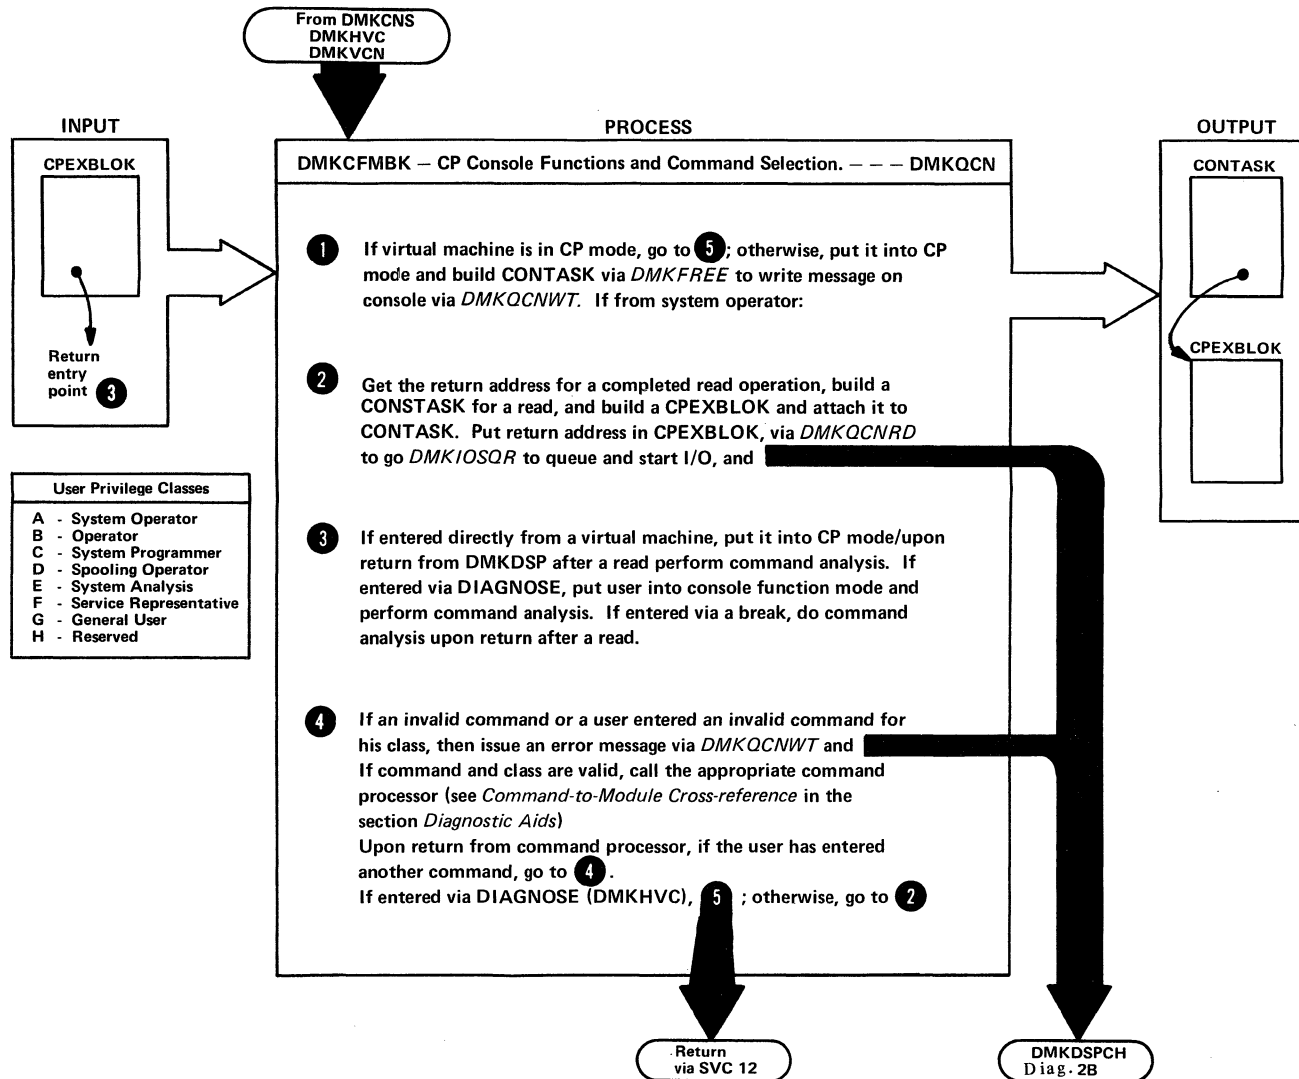 From DMKCNS
DMKHVC
DMKVCN
INPUT
CPEXBLOK
Return
entry
point 3
User Privilege Classes
A - System Operator
B - Operator
C - System Programmer
D - Spooling Operator
E - System Analysis
F - Service Representative
G - General User
H - Reserved
PROCESS
DMKCFMBK — CP Console Functions and Command Selection. — — — DMKQCN
1 If virtual machine is in CP mode, go to 5; otherwise, put it into CP
mode and build CONTASK via DMKFREE to write message on
console via DMKQCNWT. If from system operator:
2 Get the return address for a completed read operation, build a
CONSTASK for a read, and build a CPEXBLOK and attach it to
CONTASK. Put return address in CPEXBLOK, via DMKQCNRD
to go DMKIOSQR to queue and start I/O, and
3 If entered directly from a virtual machine, put it into CP mode/upon
return from DMKDSP after a read perform command analysis. If
entered via DIAGNOSE, put user into console function mode and
perform command analysis. If entered via a break, do command
analysis upon return after a read.
4 If an invalid command or a user entered an invalid command for
his class, then issue an error message via DMKQCNWT and
If command and class are valid, call the appropriate command
processor (see Command-to-Module Cross-reference in the
section Diagnostic Aids)
Upon return from command processor, if the user has entered
another command, go to 4.
If entered via DIAGNOSE (DMKHVC), 5 ; otherwise, go to 2
OUTPUT
CONTASK
CPEXBLOK
Return
via SVC 12
DMKDSPCH
Diag. 2B